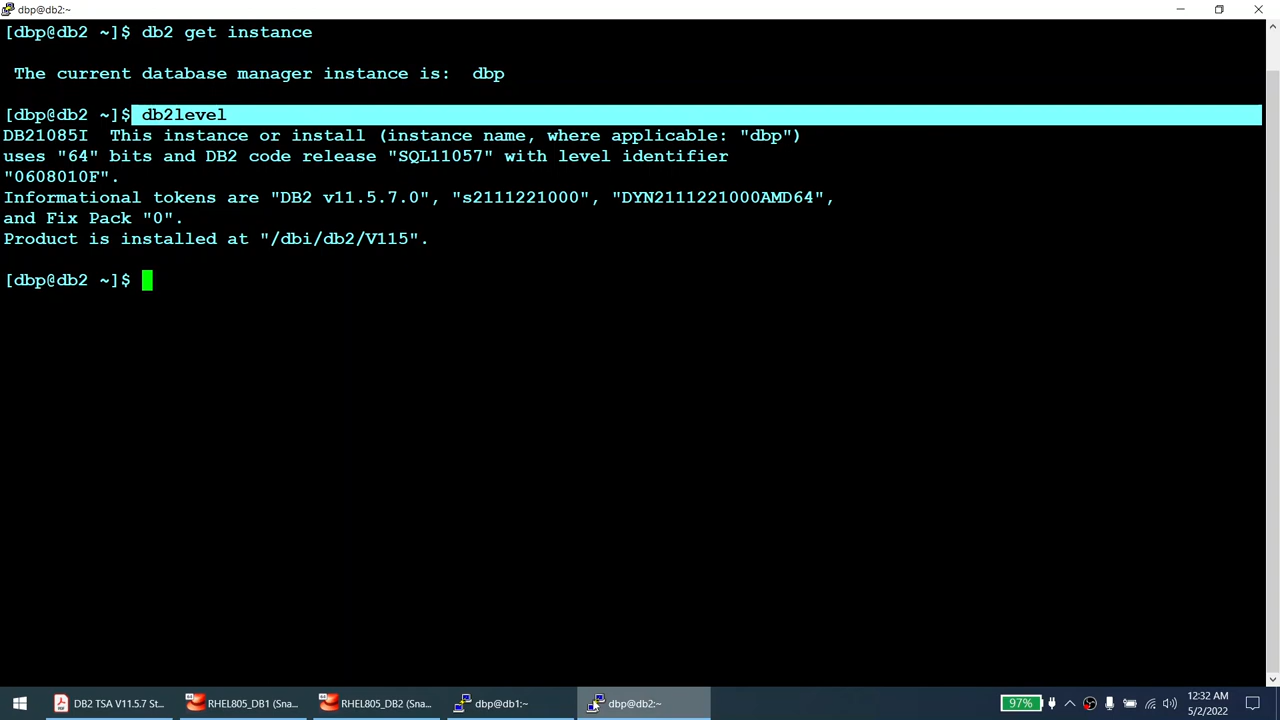 dbp@db2:~
[dbp@db2 ~]$ db2 get instance
The current database manager instance is:  dbp
[dbp@db2 ~]$ db2level
DB21085I  This instance or install (instance name, where applicable: "dbp")
uses "64" bits and DB2 code release "SQL11057" with level identifier
"0608010F".
Informational tokens are "DB2 v11.5.7.0", "s2111221000", "DYN2111221000AMD64",
and Fix Pack "0".
Product is installed at "/dbi/db2/V115".
[dbp@db2 ~]$
DB2 TSA V11.5.7 St...
RHEL805_DB1 (Sna...
RHEL805_DB2 (Sna...
dbp@db1:~
dbp@db2:~
97%
12:32 AM
5/2/2022